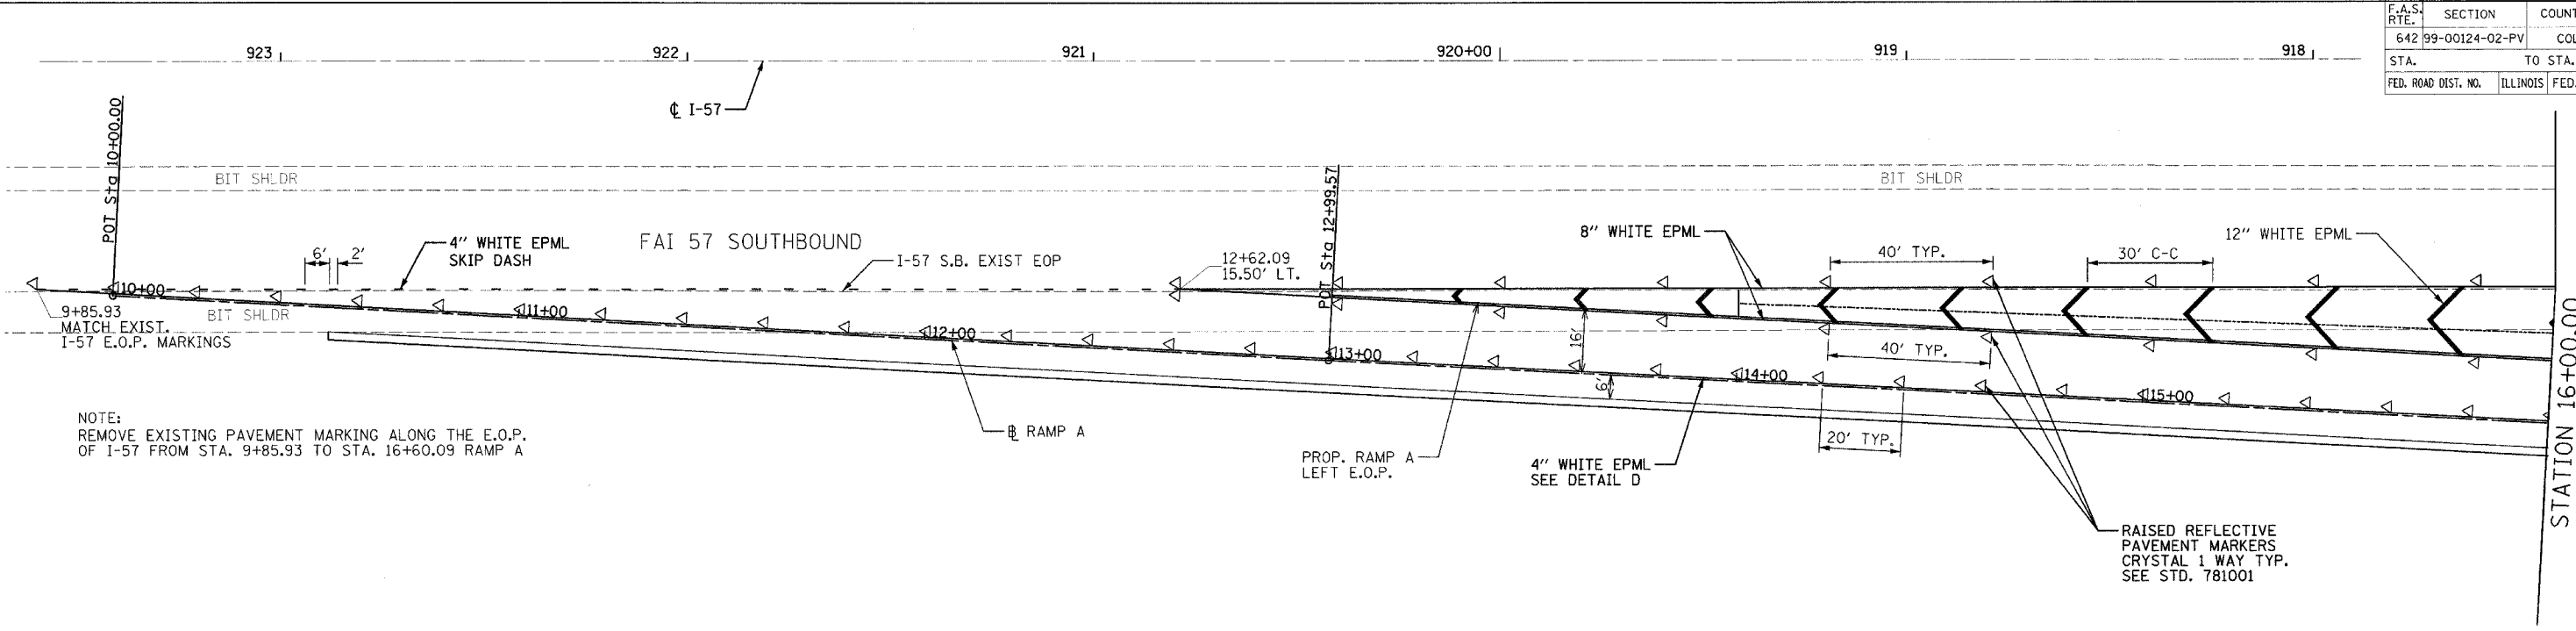 F.A.S. RTE. SECTION
642 99-00124-02-PV
STA. TO STA.
FED. ROAD DIST. NO. ILLINOIS FED.
923 922 921 920+00 919 918
℄ I-57
POT Sta 10+00.00
BIT SHLDR
BIT SHLDR
POT Sta 12+99.57
6' 2'
4" WHITE EPML
SKIP DASH
FAI 57 SOUTHBOUND
I-57 S.B. EXIST EOP
12+62.09
15.50' LT.
8" WHITE EPML
40' TYP.
30' C-C
12" WHITE EPML
10+00
11+00
12+00
13+00
14+00
15+00
9+85.93
MATCH EXIST.
I-57 E.O.P. MARKINGS
BIT SHLDR
16'
6'
40' TYP.
20' TYP.
NOTE:
REMOVE EXISTING PAVEMENT MARKING ALONG THE E.O.P.
OF I-57 FROM STA. 9+85.93 TO STA. 16+60.09 RAMP A
B RAMP A
PROP. RAMP A
LEFT E.O.P.
4" WHITE EPML
SEE DETAIL D
RAISED REFLECTIVE
PAVEMENT MARKERS
CRYSTAL 1 WAY TYP.
SEE STD. 781001
STATION 16+00.00